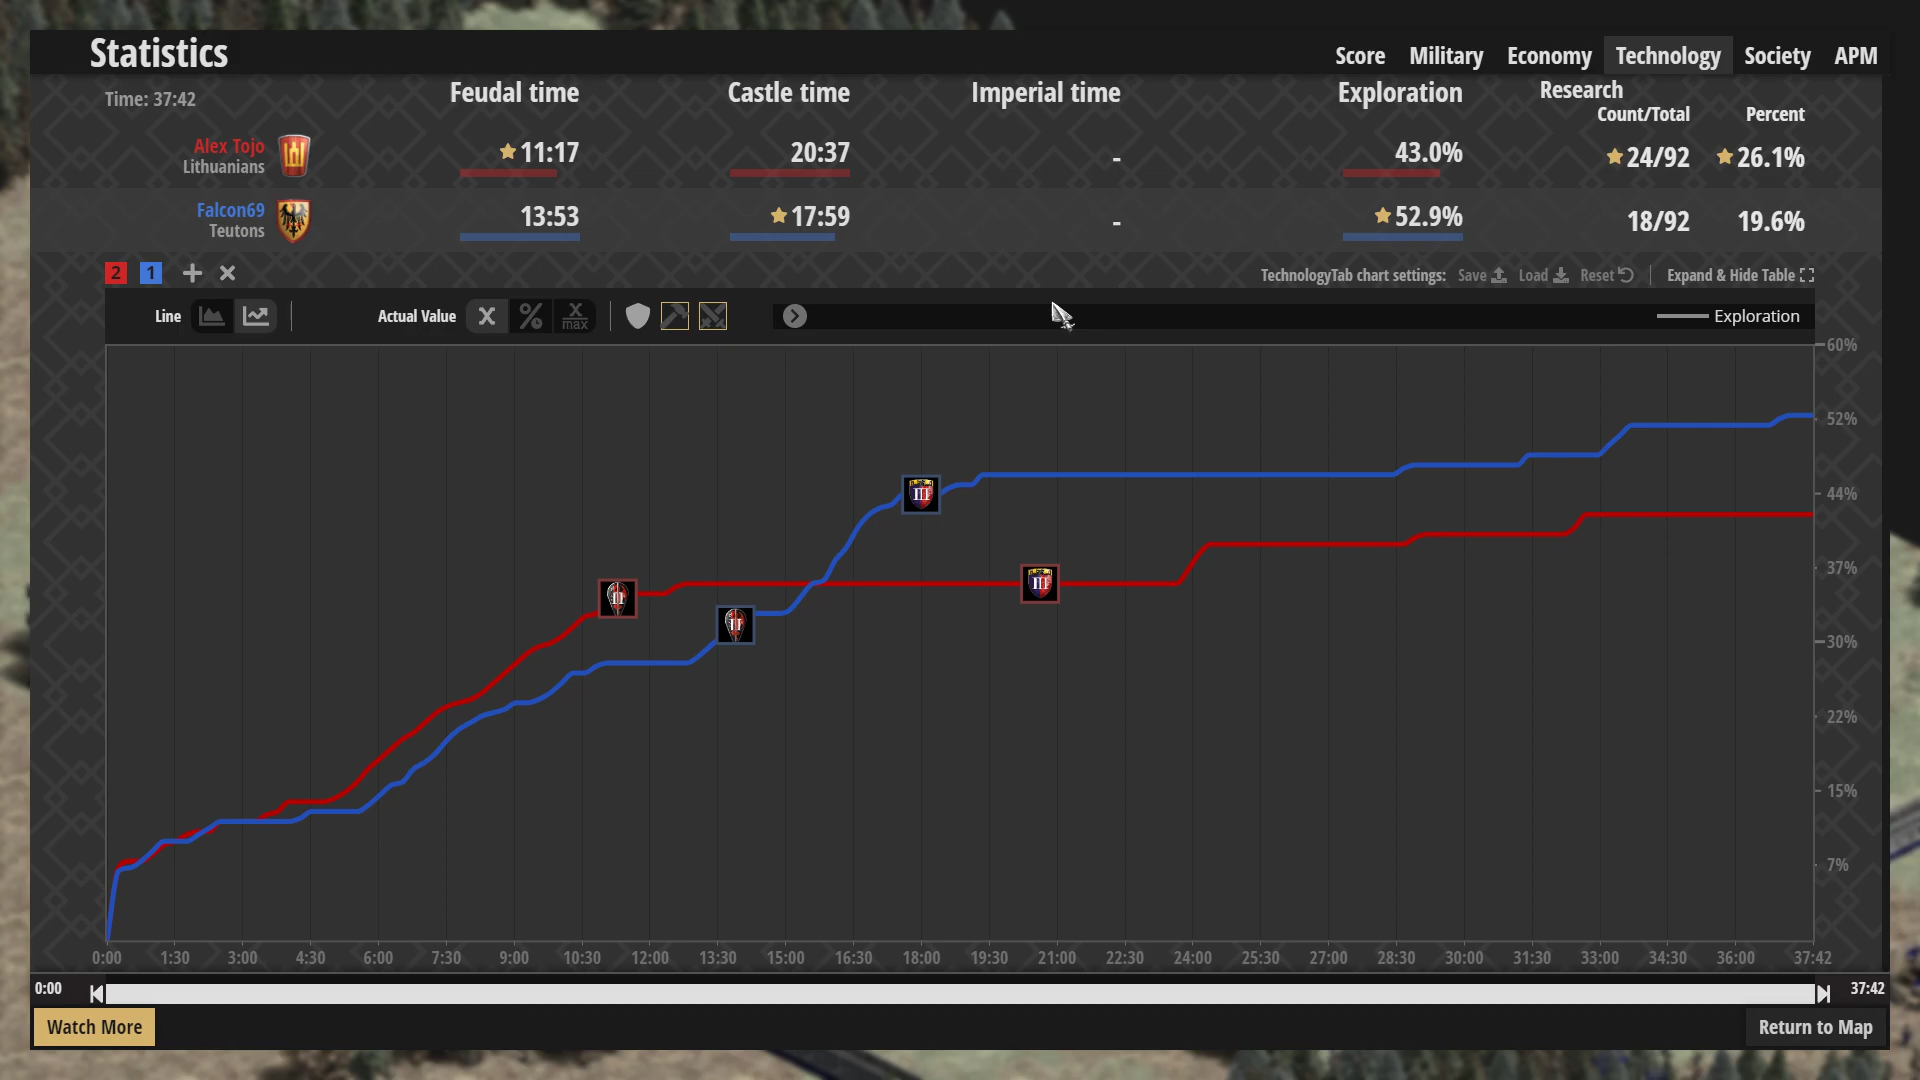 Statistics
Score Military Economy Technology Society APM
Time: 37:42
Feudal time Castle time Imperial time Exploration Research
Count/Total Percent
Alex Tojo
Lithuanians
11:17 20:37 - 43.0% 24/92 26.1%
Falcon69
Teutons
13:53 17:59 - 52.9% 18/92 19.6%
2 1
TechnologyTab chart settings: Save Load Reset Expand & Hide Table
Line Actual Value X % X max
Exploration
60%
52%
44%
37%
30%
22%
15%
7%
II
II
III
III
0:00 1:30 3:00 4:30 6:00 7:30 9:00 10:30 12:00 13:30 15:00 16:30 18:00 19:30 21:00 22:30 24:00 25:30 27:00 28:30 30:00 31:30 33:00 34:30 36:00 37:42
0:00 37:42
Watch More Return to Map